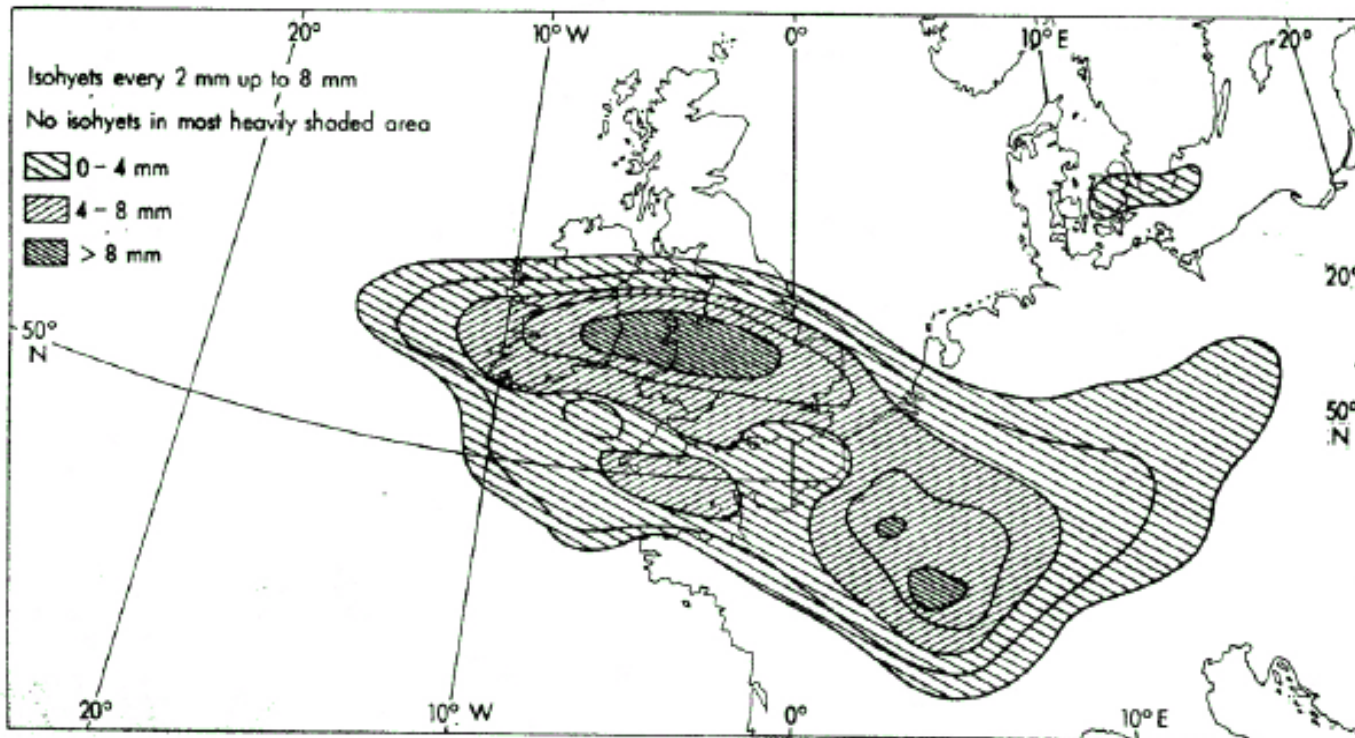 20° 10° W 0° 10° E 20°
Isohyets every 2 mm up to 8 mm
No isohyets in most heavily shaded area
0 - 4 mm
4 - 8 mm
> 8 mm
20°
50°
N
50°
N
20° 10° W 0° 10° E